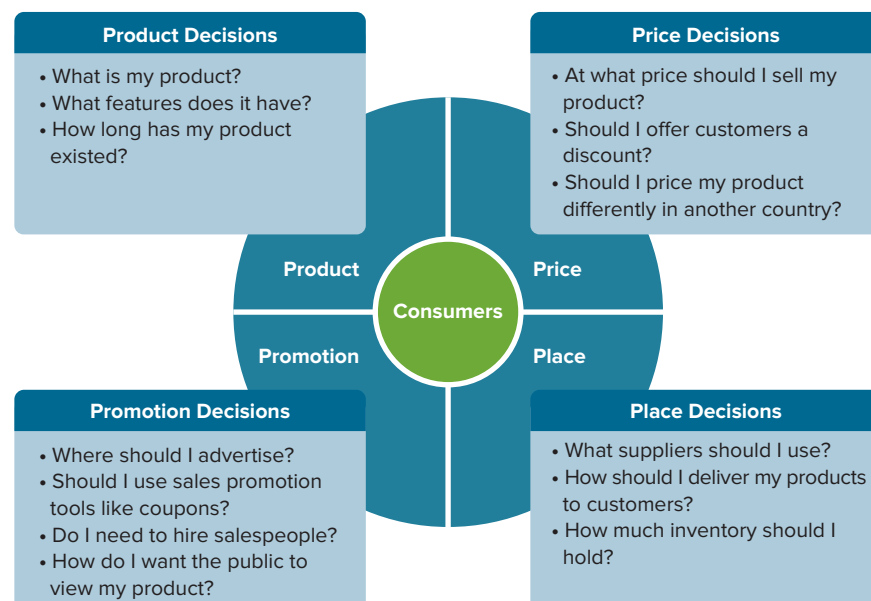 Product Decisions
• What is my product?
• What features does it have?
• How long has my product
existed?
Price Decisions
• At what price should I sell my
product?
• Should I offer customers a
discount?
• Should I price my product
differently in another country?
Product
Price
Consumers
Promotion
Place
Promotion Decisions
• Where should I advertise?
• Should I use sales promotion
tools like coupons?
• Do I need to hire salespeople?
• How do I want the public to
view my product?
Place Decisions
• What suppliers should I use?
• How should I deliver my products
to customers?
• How much inventory should I
hold?